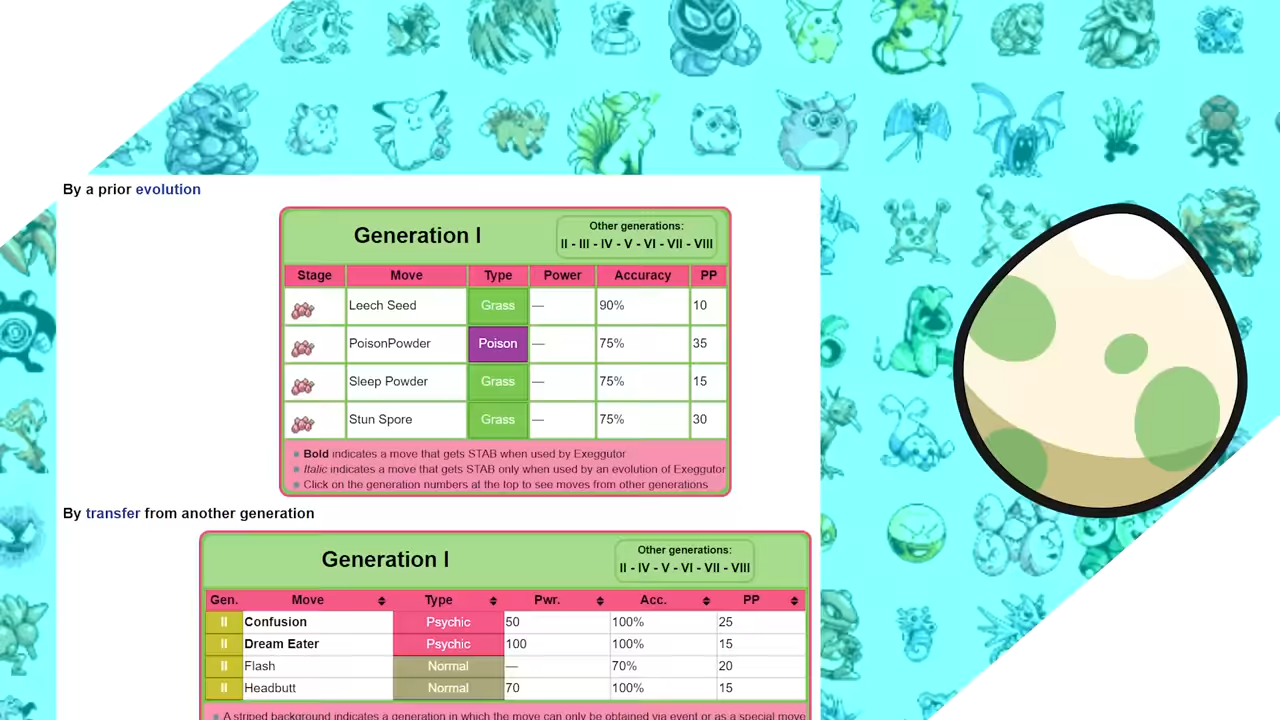 By a prior evolution
Generation I
Other generations:
II - III - IV - V - VI - VII - VIII
Stage Move Type Power Accuracy PP
Leech Seed Grass — 90% 10
PoisonPowder Poison — 75% 35
Sleep Powder Grass — 75% 15
Stun Spore Grass — 75% 30
Bold indicates a move that gets STAB when used by Exeggutor
Italic indicates a move that gets STAB only when used by an evolution of Exeggutor
Click on the generation numbers at the top to see moves from other generations
By transfer from another generation
Generation I
Other generations:
II - IV - V - VI - VII - VIII
Gen. Move Type Pwr. Acc. PP
II Confusion Psychic 50 100% 25
II Dream Eater Psychic 100 100% 15
II Flash Normal — 70% 20
II Headbutt Normal 70 100% 15
A striped background indicates a generation in which the move can only be obtained via event or as a special move